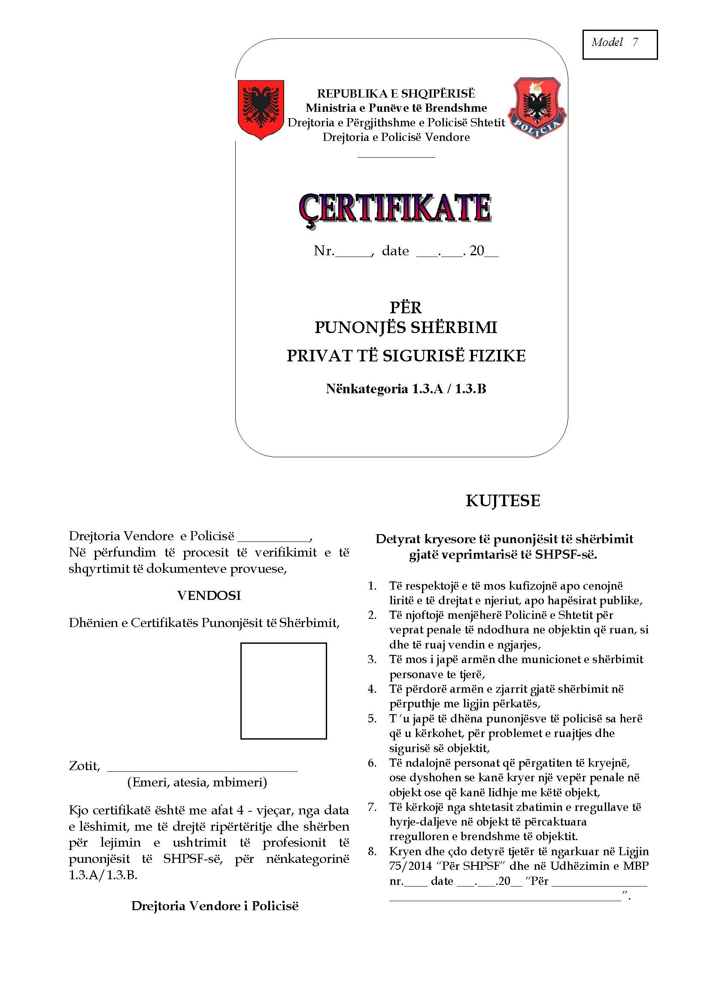 Model 7
REPUBLIKA E SHQIPËRISË
Ministria e Punëve të Brendshme
Drejtoria e Përgjithshme e Policisë Shtetit
Drejtoria e Policisë Vendore
_____________
POLICIA
ÇERTIFIKATE
Nr._____, date ___.___. 20__
PËR
PUNONJËS SHËRBIMI
PRIVAT TË SIGURISË FIZIKE
Nënkategoria 1.3.A / 1.3.B
Drejtoria Vendore e Policisë ___________,
Në përfundim të procesit të verifikimit e të
shqyrtimit të dokumenteve provuese,
VENDOSI
Dhënien e Certifikatës Punonjësit të Shërbimit,
Zotit, _____________________________
(Emeri, atesia, mbimeri)
Kjo certifikatë është me afat 4 - vjeçar, nga data
e lëshimit, me të drejtë ripërtëritje dhe shërben
për lejimin e ushtrimit të profesionit të
punonjësit të SHPSF-së, për nënkategorinë
1.3.A/1.3.B.
Drejtoria Vendore i Policisë
KUJTESE
Detyrat kryesore të punonjësit të shërbimit
gjatë veprimtarisë të SHPSF-së.
1. Të respektojë e të mos kufizojnë apo cenojnë
liritë e të drejtat e njeriut, apo hapësirat publike,
2. Të njoftojë menjëherë Policinë e Shtetit për
veprat penale të ndodhura ne objektin që ruan, si
dhe të ruaj vendin e ngjarjes,
3. Të mos i japë armën dhe municionet e shërbimit
personave te tjerë,
4. Të përdorë armën e zjarrit gjatë shërbimit në
përputhje me ligjin përkatës,
5. T ‘u japë të dhëna punonjësve të policisë sa herë
që u kërkohet, për problemet e ruajtjes dhe
sigurisë së objektit,
6. Të ndalojnë personat që përgatiten të kryejnë,
ose dyshohen se kanë kryer një vepër penale në
objekt ose që kanë lidhje me këtë objekt,
7. Të kërkojë nga shtetasit zbatimin e rregullave të
hyrje-daljeve në objekt të përcaktuara
rregulloren e brendshme të objektit.
8. Kryen dhe çdo detyrë tjetër të ngarkuar në Ligjin
75/2014 “Për SHPSF” dhe në Udhëzimin e MBP
nr.____ date ___.___.20__ “Për ________________
_______________________________________”.